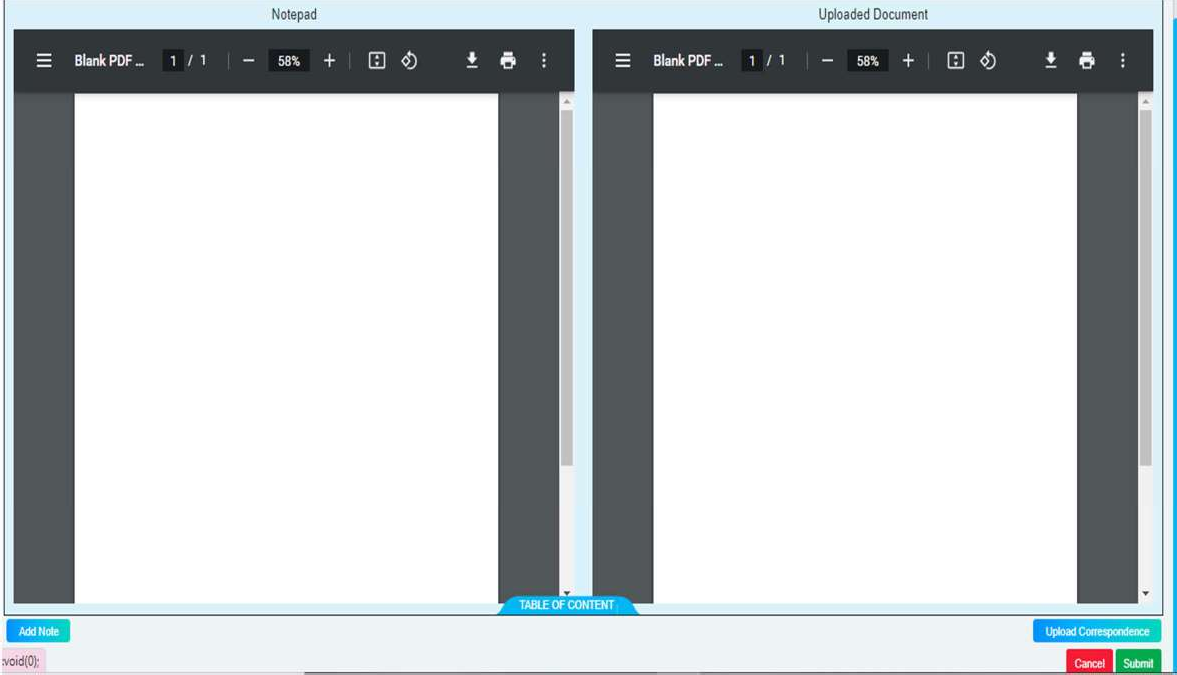 Notepad
Uploaded Document
Blank PDF ... 1 / 1 58%
Blank PDF ... 1 / 1 58%
TABLE OF CONTENT
Add Note
Upload Correspondence
:void(0);
Cancel
Submit